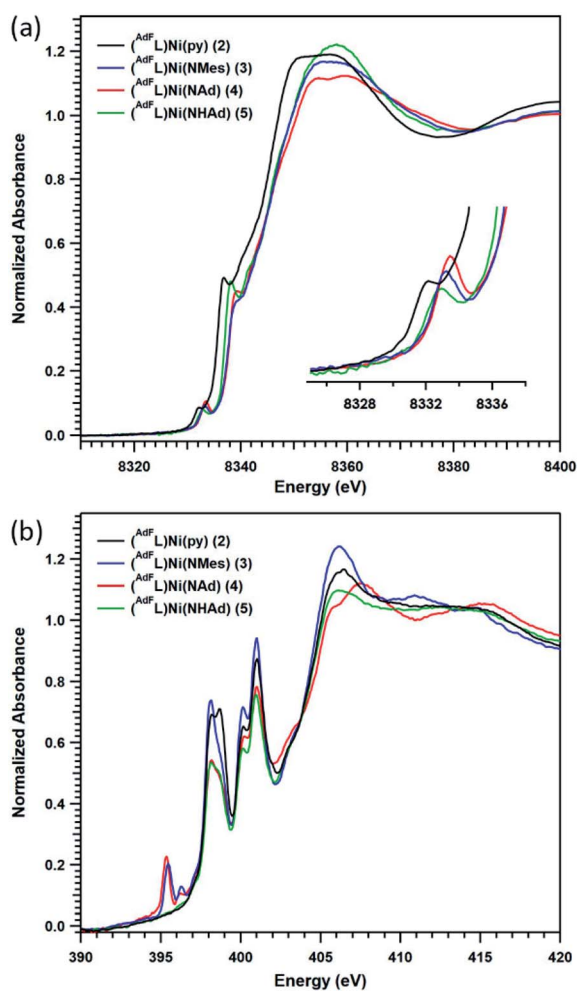 (a)
(AdFL)Ni(py) (2)
(AdFL)Ni(NMes) (3)
(AdFL)Ni(NAd) (4)
(AdFL)Ni(NHAd) (5)
Normalized Absorbance
1.2
1.0
0.8
0.6
0.4
0.2
0.0
8328 8332 8336
8320 8340 8360 8380 8400
Energy (eV)
(b)
(AdFL)Ni(py) (2)
(AdFL)Ni(NMes) (3)
(AdFL)Ni(NAd) (4)
(AdFL)Ni(NHAd) (5)
Normalized Absorbance
1.2
1.0
0.8
0.6
0.4
0.2
0.0
390 395 400 405 410 415 420
Energy (eV)